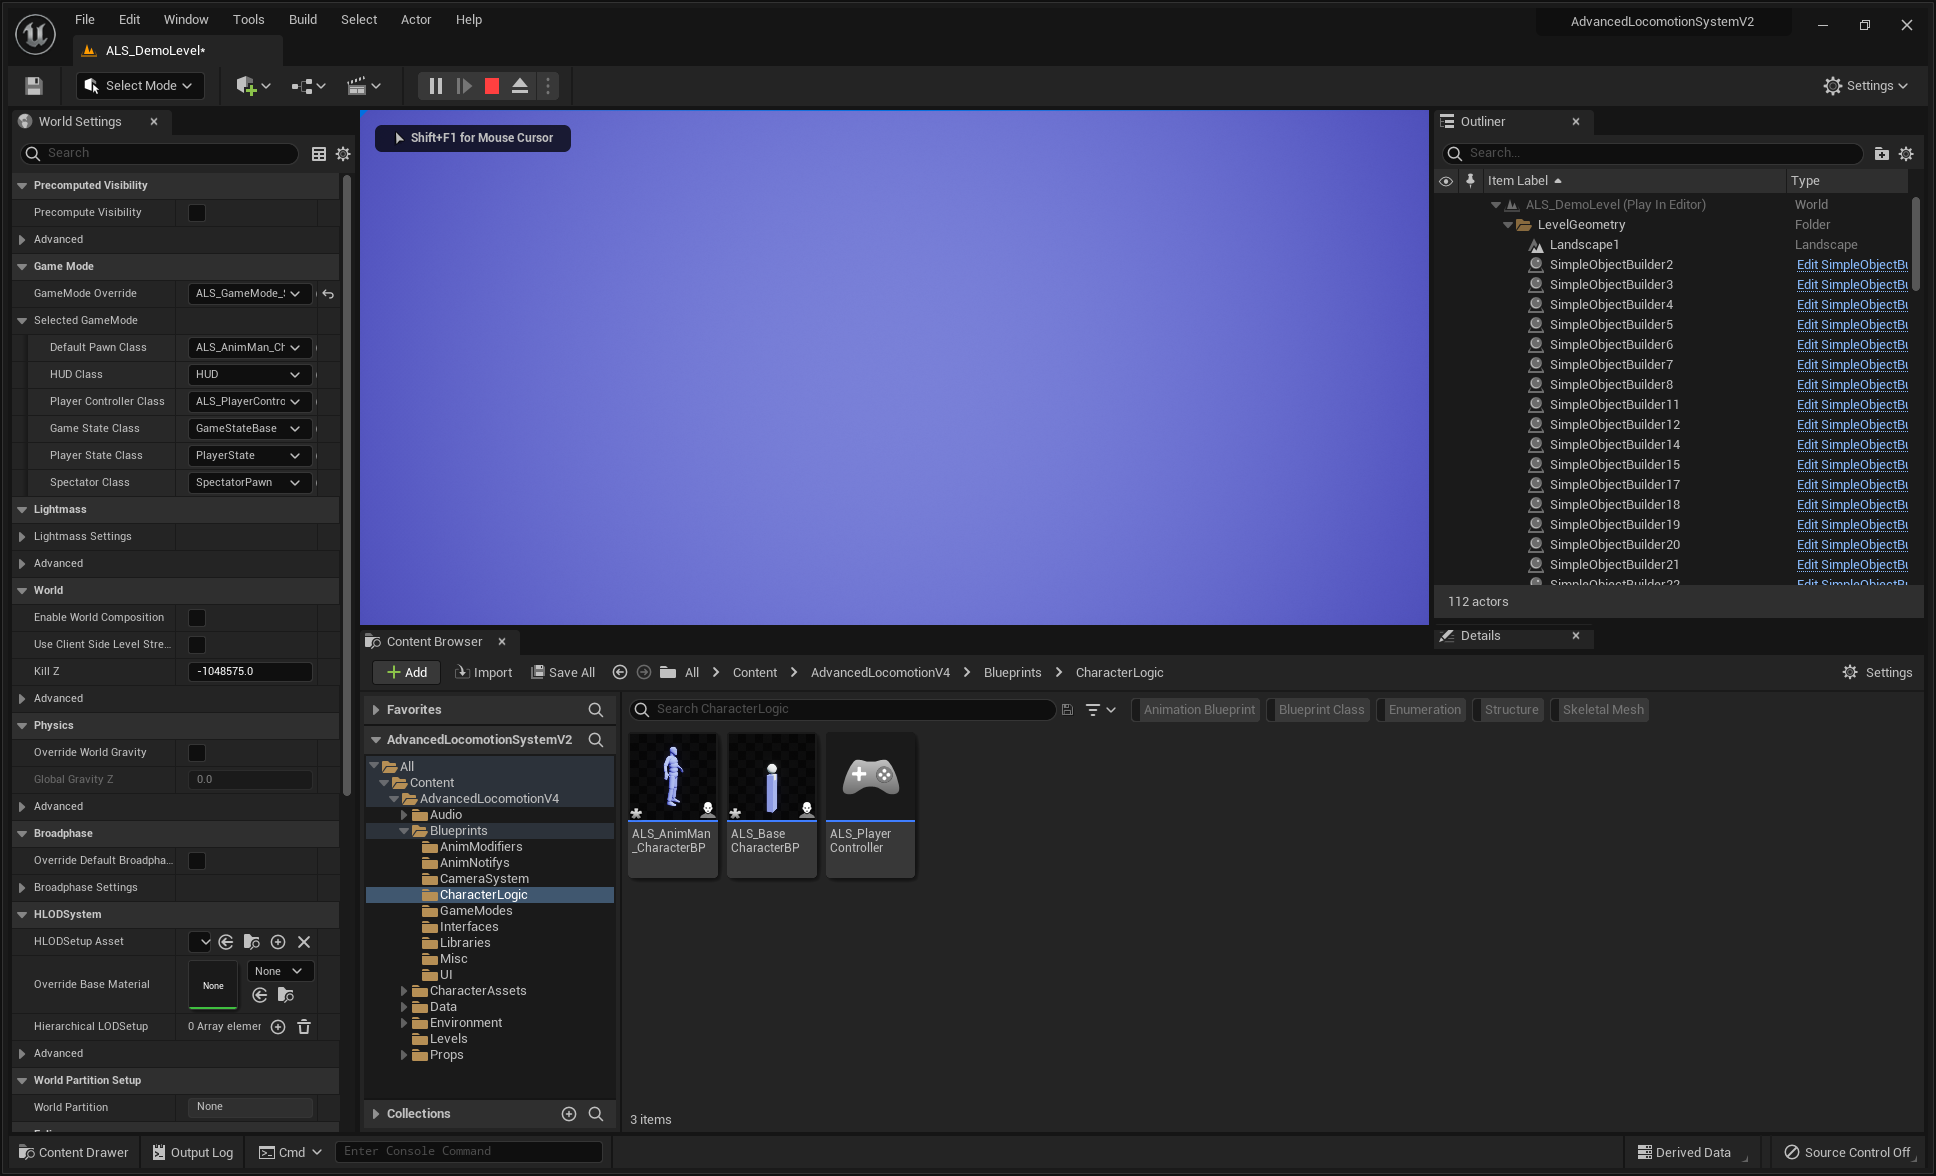 File Edit Window Tools Build Select Actor Help
AdvancedLocomotionSystemV2
ALS_DemoLevel*
Select Mode
Settings
World Settings
Search
Precomputed Visibility
Precompute Visibility
Advanced
Game Mode
GameMode Override ALS_GameMode_
Selected GameMode
Default Pawn Class ALS_AnimMan_Ch
HUD Class HUD
Player Controller Class ALS_PlayerContro
Game State Class GameStateBase
Player State Class PlayerState
Spectator Class SpectatorPawn
Lightmass
Lightmass Settings
Advanced
World
Enable World Composition
Use Client Side Level Stre...
Kill Z -1048575.0
Advanced
Physics
Override World Gravity
Global Gravity Z 0.0
Advanced
Broadphase
Override Default Broadpha...
Broadphase Settings
HLODSystem
HLODSetup Asset
Override Base Material None None
Hierarchical LODSetup 0 Array elemer
Advanced
World Partition Setup
World Partition None
Shift+F1 for Mouse Cursor
Outliner
Search...
Item Label Type
ALS_DemoLevel (Play In Editor) World
LevelGeometry Folder
Landscape1 Landscape
SimpleObjectBuilder2 Edit SimpleObjectBu
SimpleObjectBuilder3 Edit SimpleObjectBu
SimpleObjectBuilder4 Edit SimpleObjectBu
SimpleObjectBuilder5 Edit SimpleObjectBu
SimpleObjectBuilder6 Edit SimpleObjectBu
SimpleObjectBuilder7 Edit SimpleObjectBu
SimpleObjectBuilder8 Edit SimpleObjectBu
SimpleObjectBuilder11 Edit SimpleObjectBu
SimpleObjectBuilder12 Edit SimpleObjectBu
SimpleObjectBuilder14 Edit SimpleObjectBu
SimpleObjectBuilder15 Edit SimpleObjectBu
SimpleObjectBuilder17 Edit SimpleObjectBu
SimpleObjectBuilder18 Edit SimpleObjectBu
SimpleObjectBuilder19 Edit SimpleObjectBu
SimpleObjectBuilder20 Edit SimpleObjectBu
SimpleObjectBuilder21 Edit SimpleObjectBu
SimpleObjectBuilder22 Edit SimpleObjectBu
112 actors
Details
Content Browser
Add Import Save All All Content AdvancedLocomotionV4 Blueprints CharacterLogic Settings
Favorites
AdvancedLocomotionSystemV2
All
Content
AdvancedLocomotionV4
Audio
Blueprints
AnimModifiers
AnimNotifys
CameraSystem
CharacterLogic
GameModes
Interfaces
Libraries
Misc
UI
CharacterAssets
Data
Environment
Levels
Props
Collections
Search CharacterLogic
Animation Blueprint Blueprint Class Enumeration Structure Skeletal Mesh
ALS_AnimMan
_CharacterBP
ALS_Base
CharacterBP
ALS_Player
Controller
3 items
Content Drawer Output Log Cmd Enter Console Command Derived Data Source Control Off